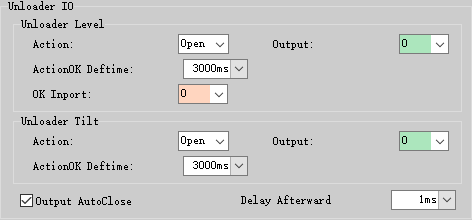 Unloader IO
Unloader Level
Action: Open Output: 0
ActionOK Deftime: 3000ms
OK Inport: 0
Unloader Tilt
Action: Open Output: 0
ActionOK Deftime: 3000ms
Output AutoClose Delay Afterward 1ms